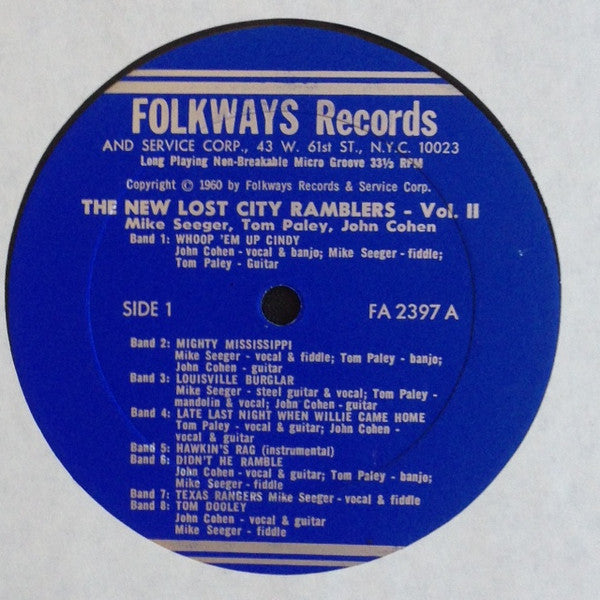 FOLKWAYS Records
AND SERVICE CORP., 43 W. 61st ST., N.Y.C. 10023
Long Playing Non-Breakable Micro Groove 33⅓ RPM
Copyright © 1960 by Folkways Records & Service Corp.
THE NEW LOST CITY RAMBLERS - Vol. II
Mike Seeger, Tom Paley, John Cohen
Band 1: WHOOP 'EM UP CINDY
John Cohen - vocal & banjo; Mike Seeger - fiddle;
Tom Paley - Guitar
SIDE 1
FA 2397 A
Band 2: MIGHTY MISSISSIPPI
Mike Seeger - vocal & fiddle; Tom Paley - banjo;
John Cohen - guitar
Band 3: LOUISVILLE BURGLAR
Mike Seeger - steel guitar & vocal; Tom Paley -
mandolin & vocal; John Cohen - guitar
Band 4: LATE LAST NIGHT WHEN WILLIE CAME HOME
Tom Paley - vocal & guitar; John Cohen -
vocal & guitar
Band 5: HAWKIN'S RAG (instrumental)
Band 6: DIDN'T HE RAMBLE
John Cohen - vocal & guitar; Tom Paley - banjo;
Mike Seeger - fiddle
Band 7: TEXAS RANGERS Mike Seeger - vocal & fiddle
Band 8: TOM DOOLEY
John Cohen - vocal & guitar
Mike Seeger - fiddle